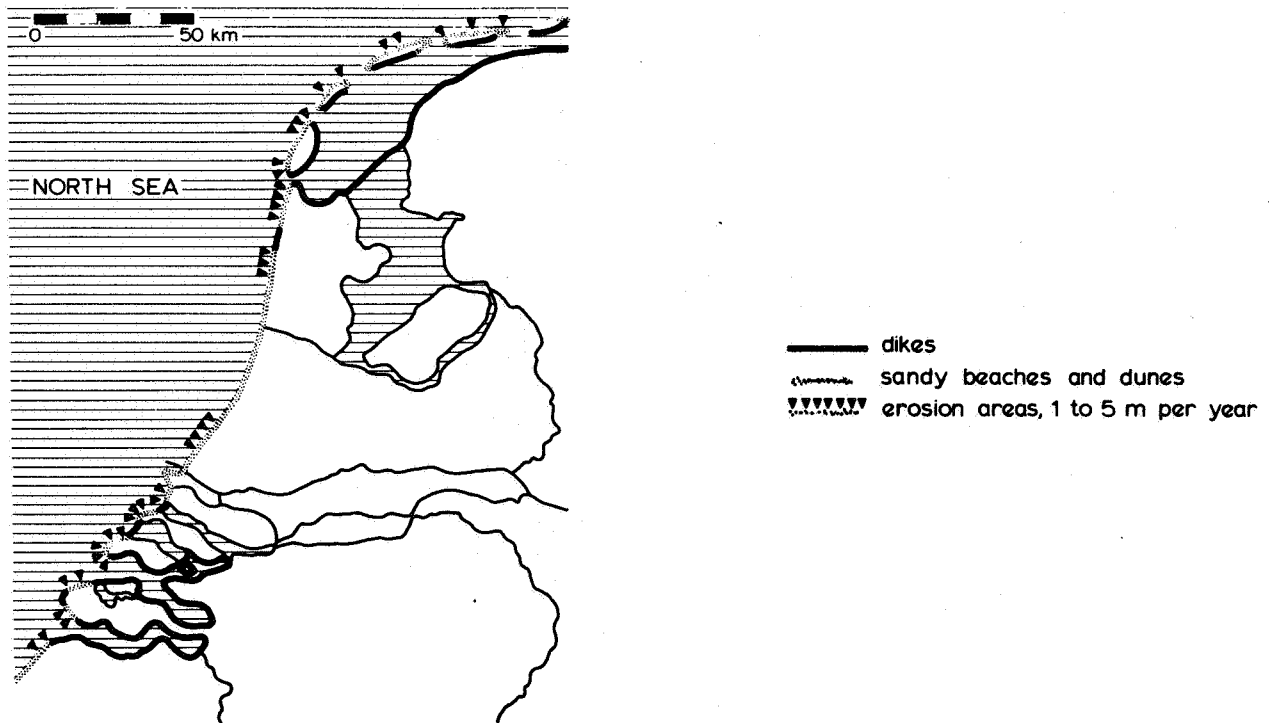 0 50 km
NORTH SEA
dikes
sandy beaches and dunes
erosion areas, 1 to 5 m per year